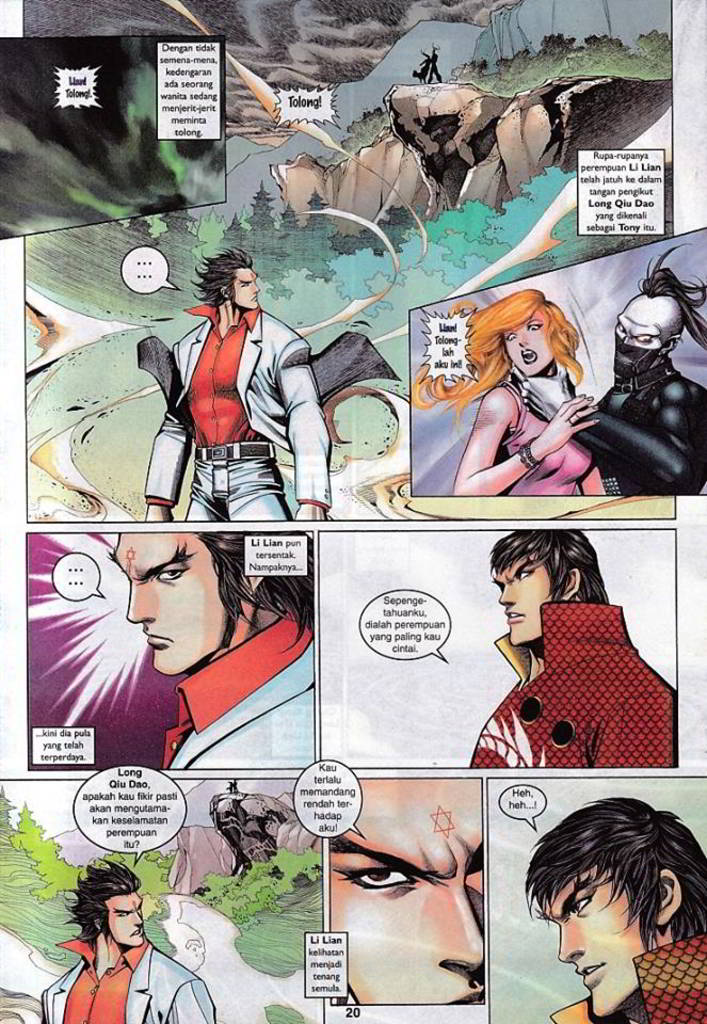 Dengan tidak
semena-mena,
kedengaran
ada seorang
wanita sedang
menjerit-jerit
meminta
tolong.
Tolong!
Tolong!
Rupa-rupanya
perempuan Li Lian
telah jatuh ke dalam
tangan pengikut
Long Qiu Dao
yang dikenali
sebagai Tony itu.
...
...
Tolong-
lah
aku ini!!
Li Lian pun
tersentak.
Nampaknya...
...
...
...kini dia pula
yang telah
terperdaya.
Sepenge-
tahuanku,
dialah perempuan
yang paling kau
cintai.
Long
Qiu Dao,
apakah kau fikir pasti
akan mengutama-
kan keselamatan
perempuan
itu?
Kau
terlalu
memandang
rendah ter-
hadap
aku!
Li Lian
kelihatan
menjadi
tenang
semula.
Heh,
heh...!
20